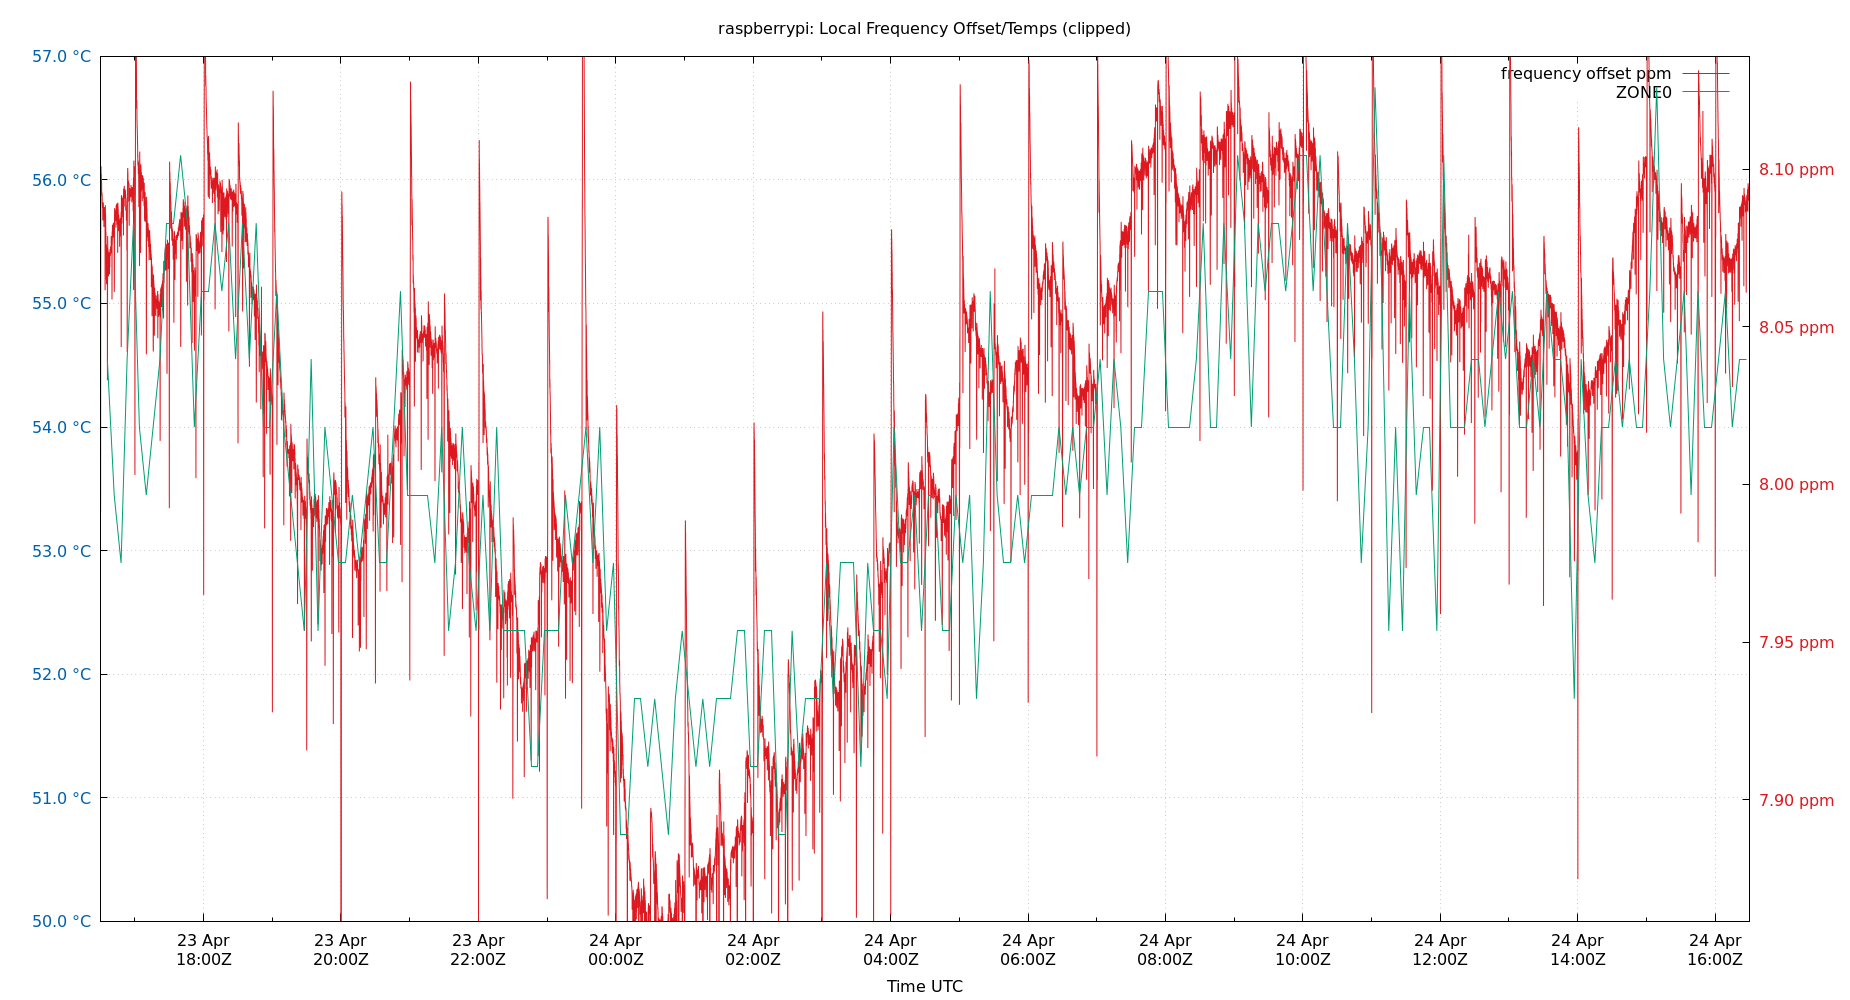 raspberrypi: Local Frequency Offset/Temps (clipped)
57.0 °C
56.0 °C
55.0 °C
54.0 °C
53.0 °C
52.0 °C
51.0 °C
50.0 °C
frequency offset ppm
ZONE0
8.10 ppm
8.05 ppm
8.00 ppm
7.95 ppm
7.90 ppm
23 Apr 23 Apr 23 Apr 24 Apr 24 Apr 24 Apr 24 Apr 24 Apr 24 Apr 24 Apr 24 Apr 24 Apr
18:00Z 20:00Z 22:00Z 00:00Z 02:00Z 04:00Z 06:00Z 08:00Z 10:00Z 12:00Z 14:00Z 16:00Z
Time UTC